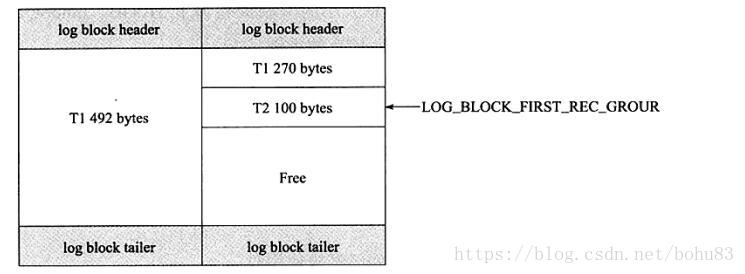 log block header
log block header
T1 492 bytes
T1 270 bytes
T2 100 bytes
LOG_BLOCK_FIRST_REC_GROUR
Free
log block tailer
log block tailer
https://blog.csdn.net/bohu83